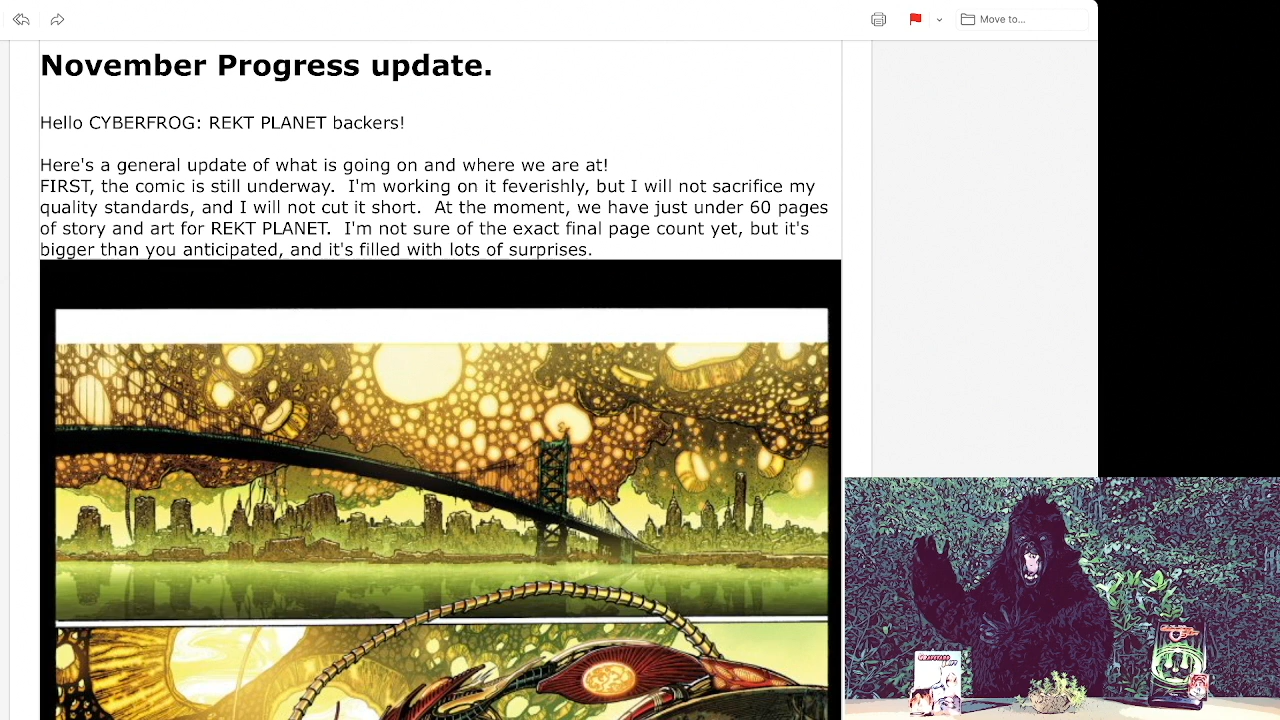 Move to...
November Progress update.
Hello CYBERFROG: REKT PLANET backers!
Here's a general update of what is going on and where we are at!
FIRST, the comic is still underway.  I'm working on it feverishly, but I will not sacrifice my
quality standards, and I will not cut it short.  At the moment, we have just under 60 pages
of story and art for REKT PLANET.  I'm not sure of the exact final page count yet, but it's
bigger than you anticipated, and it's filled with lots of surprises.